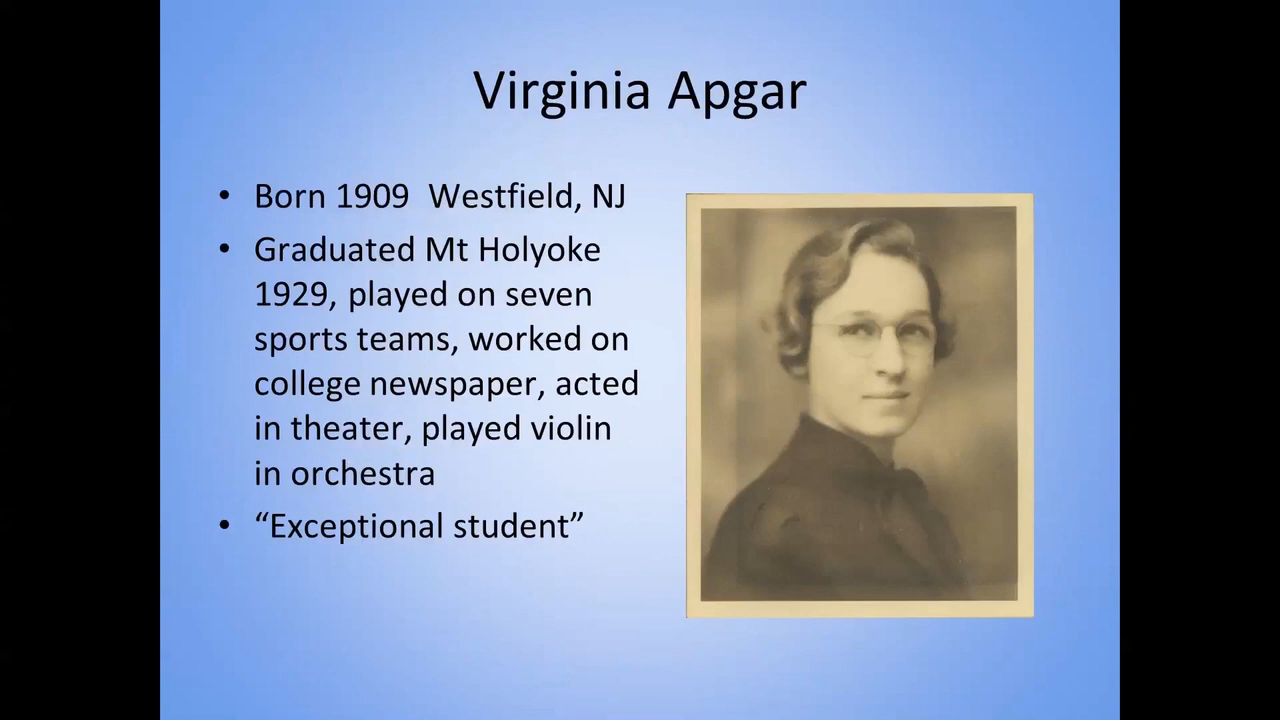 Virginia Apgar
• Born 1909  Westfield, NJ
• Graduated Mt Holyoke
1929, played on seven
sports teams, worked on
college newspaper, acted
in theater, played violin
in orchestra
• “Exceptional student”